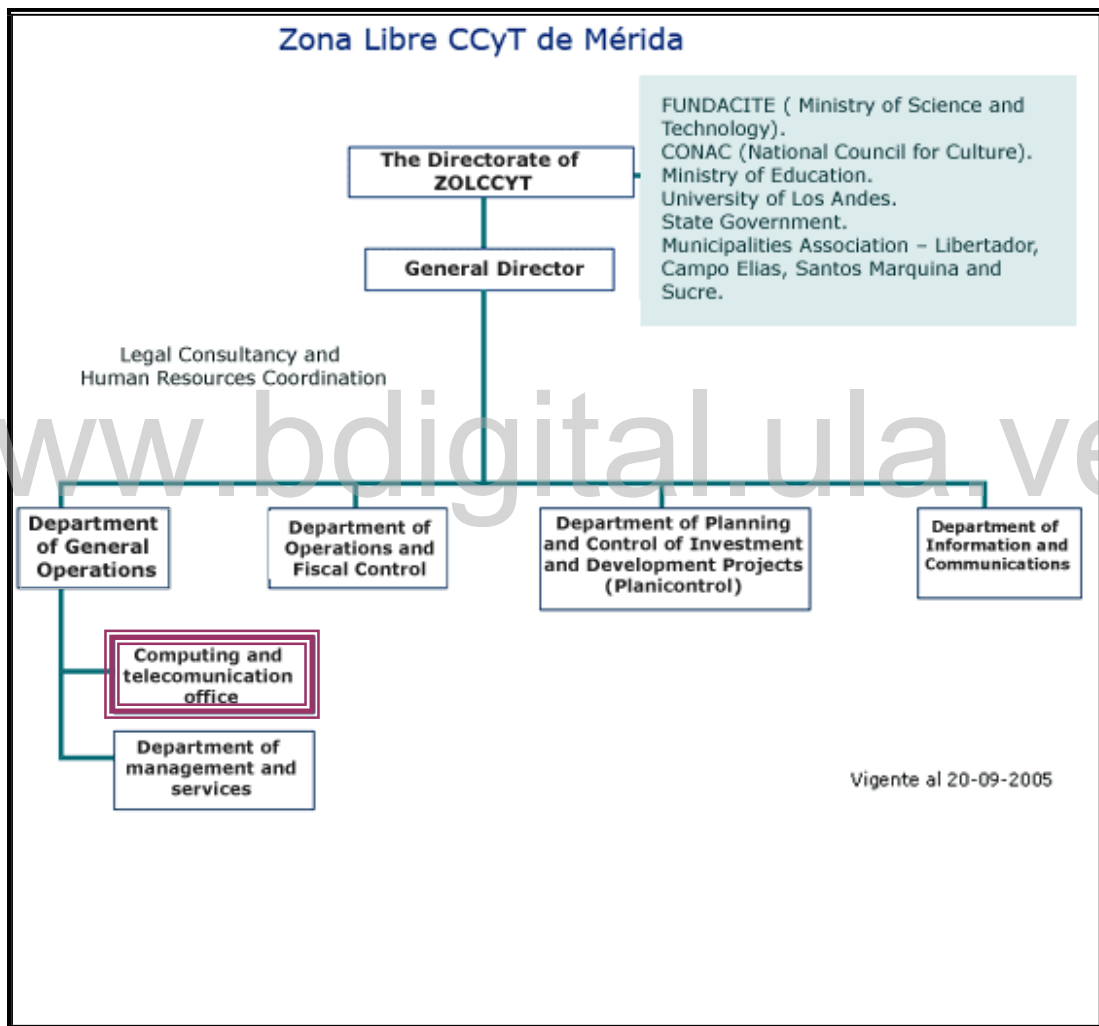 Zona Libre CCyT de Mérida
FUNDACITE ( Ministry of Science and
Technology).
CONAC (National Council for Culture).
Ministry of Education.
University of Los Andes.
State Government.
Municipalities Association – Libertador,
Campo Elias, Santos Marquina and
Sucre.
The Directorate of
ZOLCCYT
General Director
Legal Consultancy and
Human Resources Coordination
ww.bdigital.ula.ve
Department
of General
Operations
Department of
Operations and
Fiscal Control
Department of Planning
and Control of Investment
and Development Projects
(Planicontrol)
Department of
Information and
Communications
Computing and
telecomunication
office
Department of
management and
services
Vigente al 20-09-2005